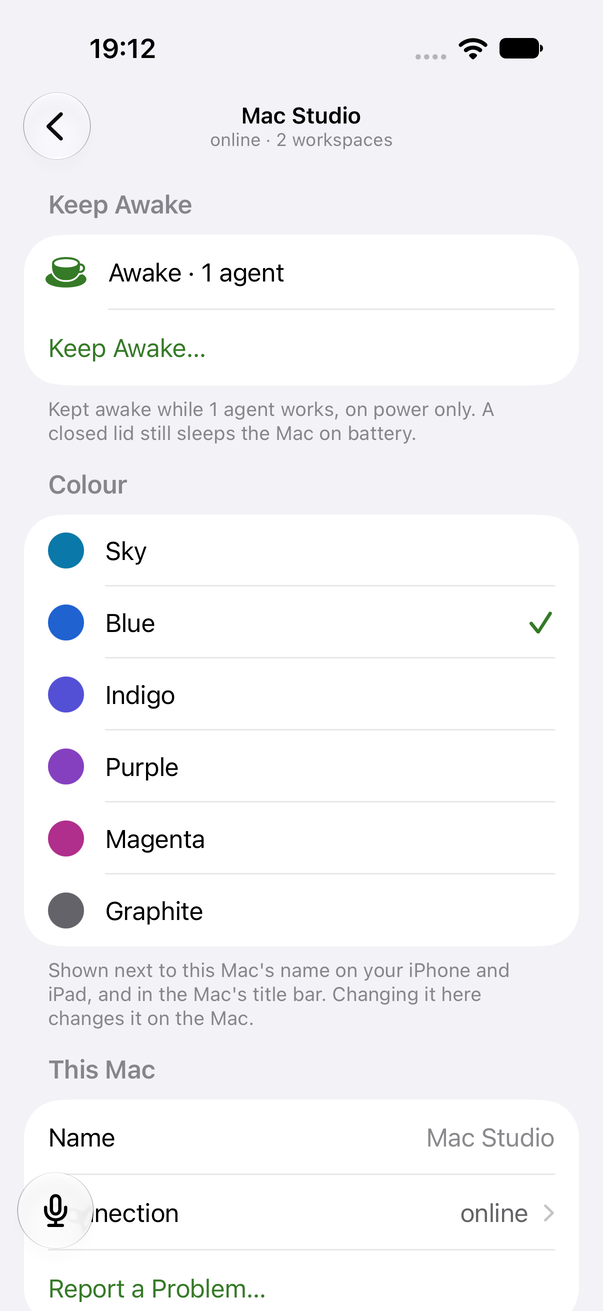 19:12
Mac Studio
online · 2 workspaces
Keep Awake
Awake · 1 agent
Keep Awake...
Kept awake while 1 agent works, on power only. A
closed lid still sleeps the Mac on battery.
Colour
Sky
Blue
Indigo
Purple
Magenta
Graphite
Shown next to this Mac's name on your iPhone and
iPad, and in the Mac's title bar. Changing it here
changes it on the Mac.
This Mac
Name Mac Studio
nnection online
Report a Problem...